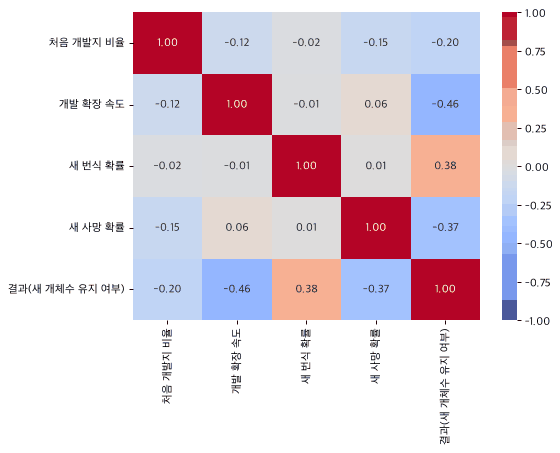 처음 개발지 비율 1.00 -0.12 -0.02 -0.15 -0.20
개발 확장 속도 -0.12 1.00 -0.01 0.06 -0.46
새 번식 확률 -0.02 -0.01 1.00 0.01 0.38
새 사망 확률 -0.15 0.06 0.01 1.00 -0.37
결과(새 개체수 유지 여부) -0.20 -0.46 0.38 -0.37 1.00
처음 개발지 비율
개발 확장 속도
새 번식 확률
새 사망 확률
결과(새 개체수 유지 여부)
1.00
0.75
0.50
0.25
0.00
-0.25
-0.50
-0.75
-1.00